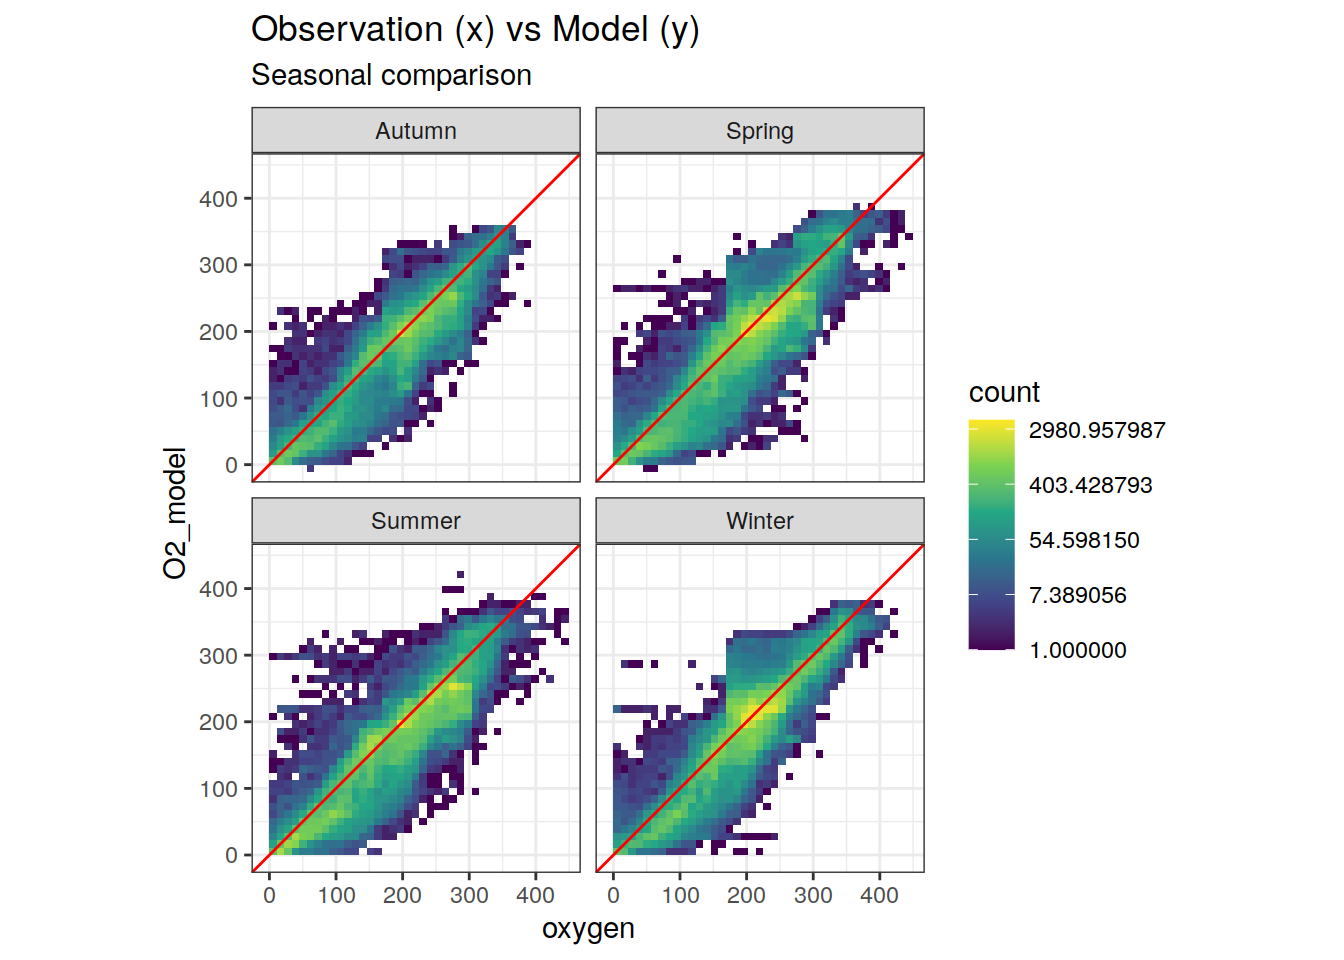 Observation (x) vs Model (y)
Seasonal comparison
Autumn
Spring
400
300
200
100
0
Summer
Winter
400
300
200
100
0
0 100 200 300 400
0 100 200 300 400
O2_model
oxygen
count
2980.957987
403.428793
54.598150
7.389056
1.000000